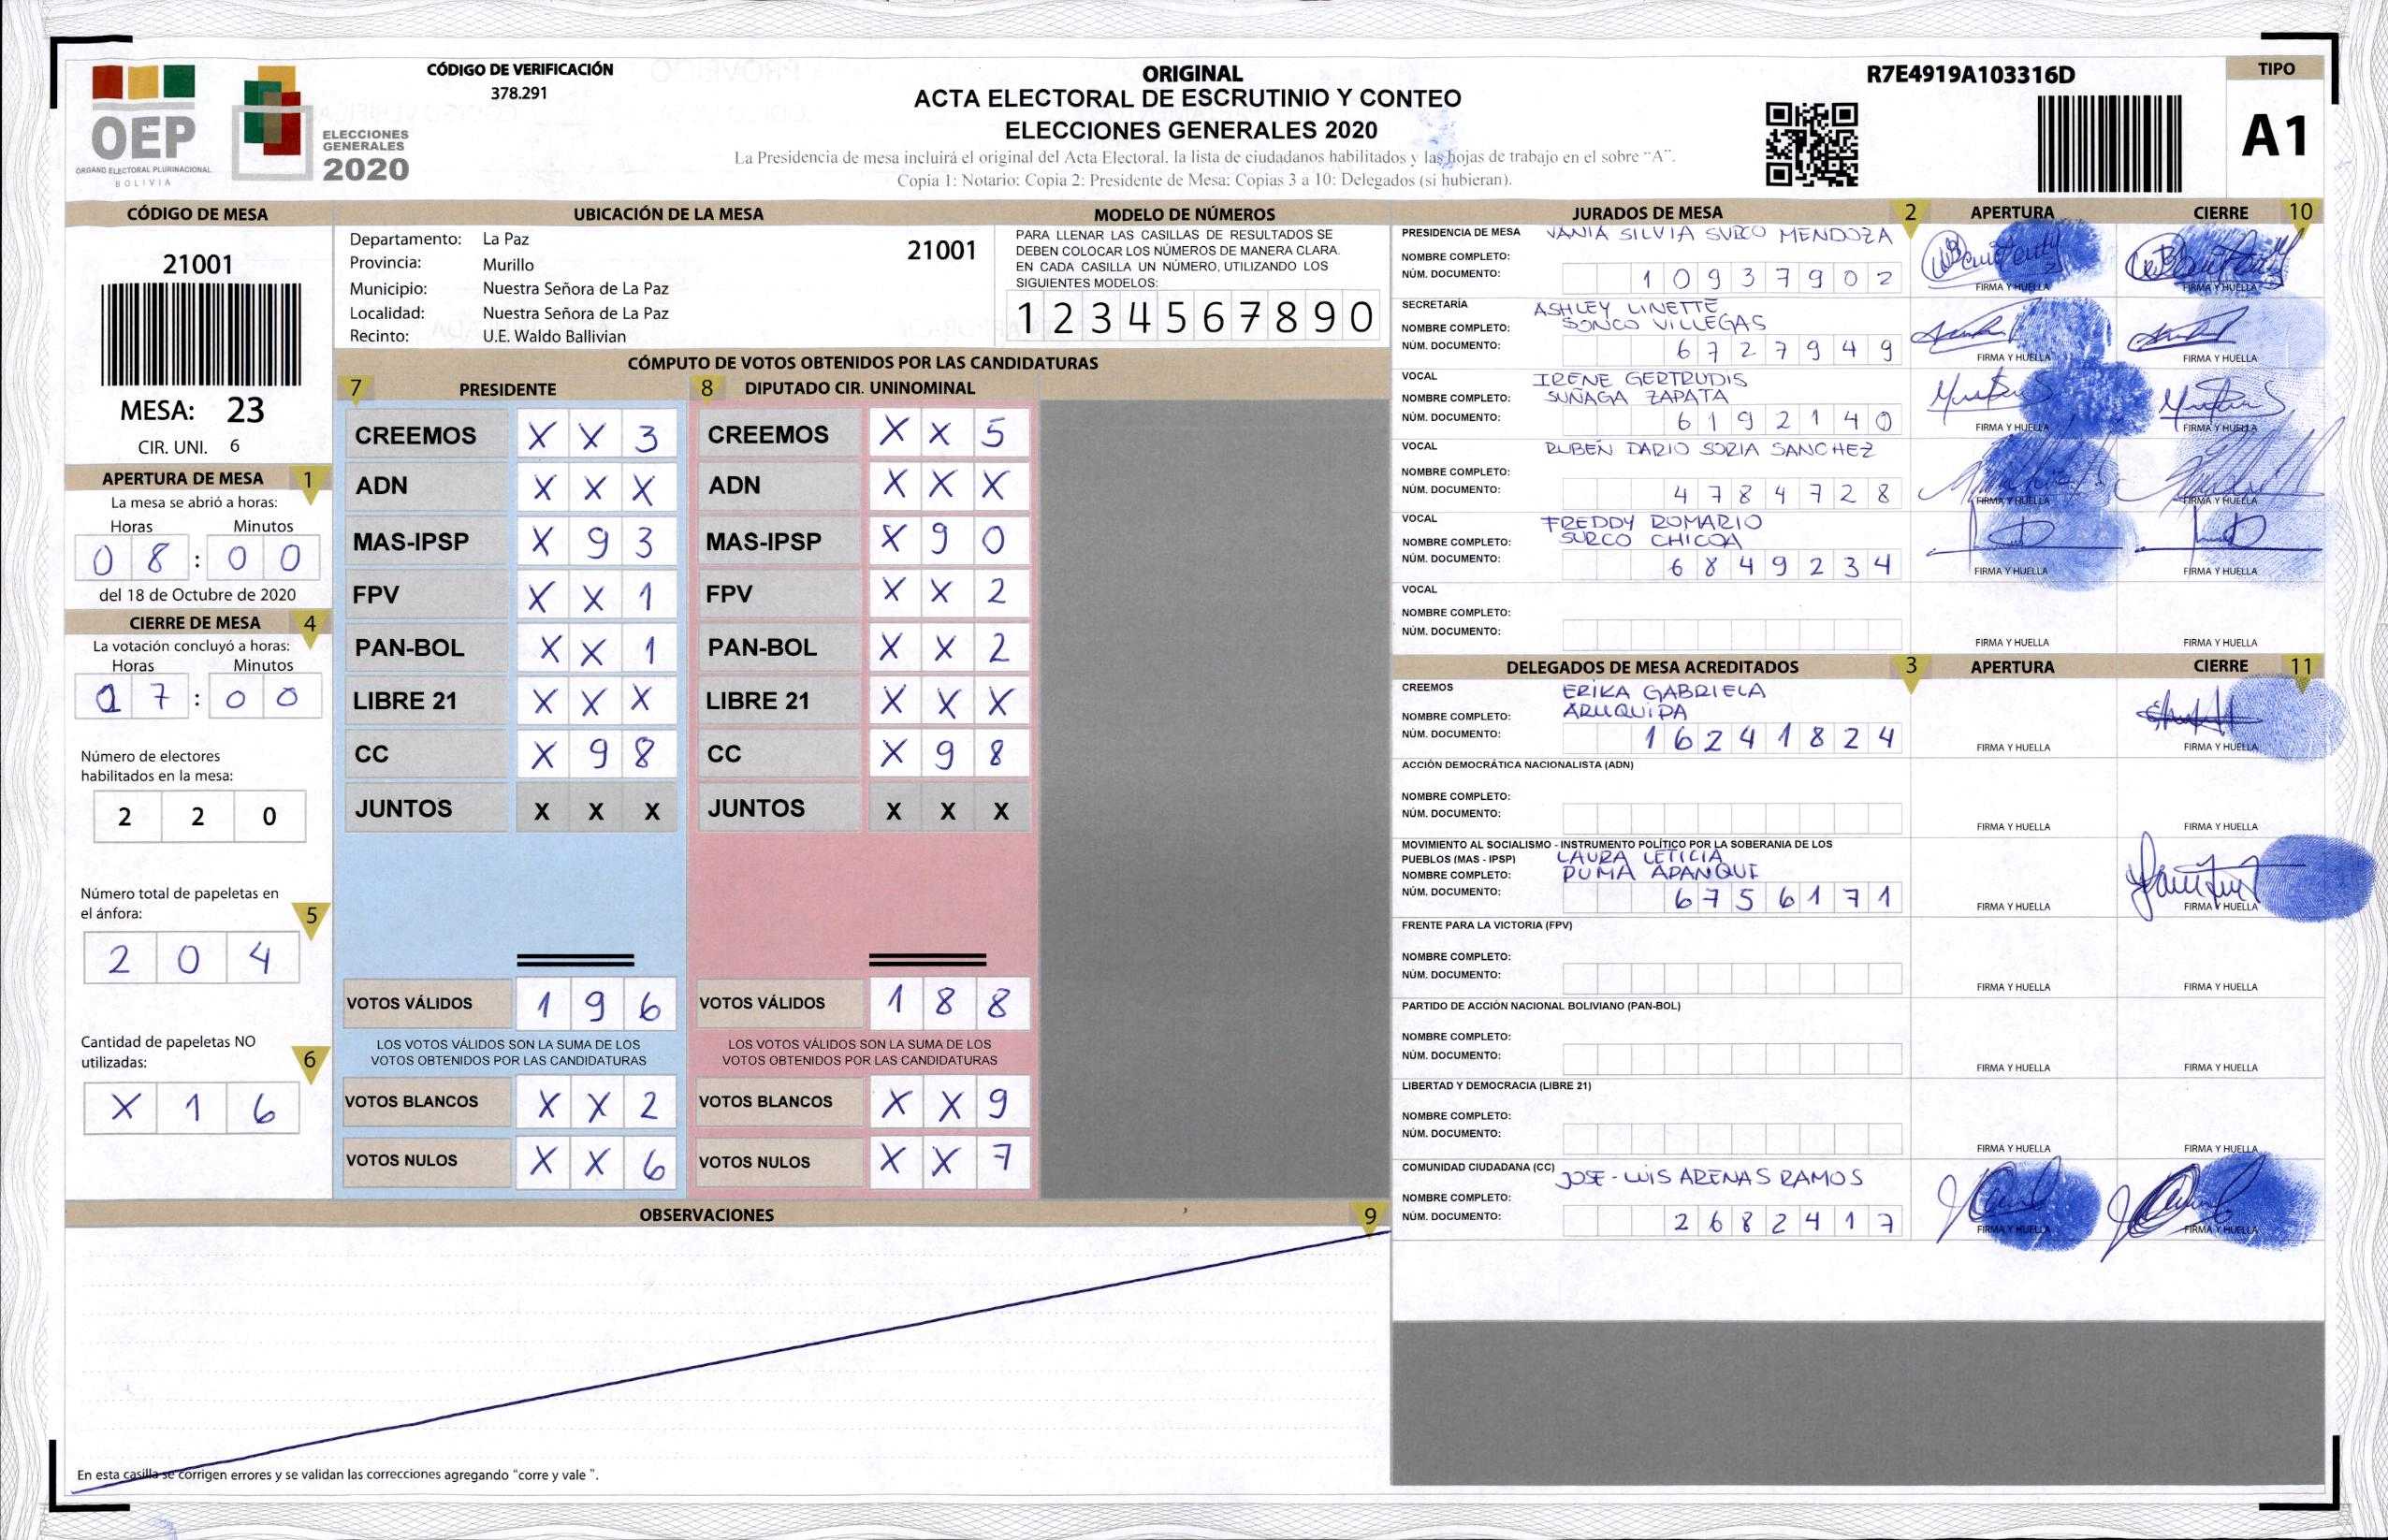 OEP
ORGANO ELECTORAL PLURINACIONAL
BOLIVIA
ELECCIONES
GENERALES
2020
CÓDIGO DE VERIFICACIÓN
378.291
ORIGINAL
ACTA ELECTORAL DE ESCRUTINIO Y CONTEO
ELECCIONES GENERALES 2020
La Presidencia de mesa incluirá el original del Acta Electoral, la lista de ciudadanos habilitados y las hojas de trabajo en el sobre "A".
Copia 1: Notario; Copia 2: Presidente de Mesa; Copias 3 a 10: Delegados (si hubieran).
R7E4919A103316D
TIPO
A1
CÓDIGO DE MESA
21001
MESA: 23
CIR. UNI. 6
APERTURA DE MESA 1
La mesa se abrió a horas:
Horas Minutos
0 8 : 0 0
del 18 de Octubre de 2020
CIERRE DE MESA 4
La votación concluyó a horas:
Horas Minutos
1 7 : 0 0
Número de electores
habilitados en la mesa:
2 2 0
Número total de papeletas en
el ánfora: 5
2 0 4
Cantidad de papeletas NO
utilizadas: 6
X 1 6
UBICACIÓN DE LA MESA
Departamento: La Paz 21001
Provincia: Murillo
Municipio: Nuestra Señora de La Paz
Localidad: Nuestra Señora de La Paz
Recinto: U.E. Waldo Ballivian
MODELO DE NÚMEROS
PARA LLENAR LAS CASILLAS DE RESULTADOS SE
DEBEN COLOCAR LOS NÚMEROS DE MANERA CLARA.
EN CADA CASILLA UN NÚMERO, UTILIZANDO LOS
SIGUIENTES MODELOS:
1 2 3 4 5 6 7 8 9 0
CÓMPUTO DE VOTOS OBTENIDOS POR LAS CANDIDATURAS
7 PRESIDENTE
CREEMOS X X 3
ADN X X X
MAS-IPSP X 9 3
FPV X X 1
PAN-BOL X X 1
LIBRE 21 X X X
CC X 9 8
JUNTOS X X X
VOTOS VÁLIDOS 1 9 6
LOS VOTOS VÁLIDOS SON LA SUMA DE LOS
VOTOS OBTENIDOS POR LAS CANDIDATURAS
VOTOS BLANCOS X X 2
VOTOS NULOS X X 6
8 DIPUTADO CIR. UNINOMINAL
CREEMOS X X 5
ADN X X X
MAS-IPSP X 9 0
FPV X X 2
PAN-BOL X X 2
LIBRE 21 X X X
CC X 9 8
JUNTOS X X X
VOTOS VÁLIDOS 1 8 8
LOS VOTOS VÁLIDOS SON LA SUMA DE LOS
VOTOS OBTENIDOS POR LAS CANDIDATURAS
VOTOS BLANCOS X X 9
VOTOS NULOS X X 7
OBSERVACIONES 9
En esta casilla se corrigen errores y se validan las correcciones agregando "corre y vale ".
JURADOS DE MESA 2 APERTURA CIERRE 10
PRESIDENCIA DE MESA VANIA SILVIA SURCO MENDOZA
NOMBRE COMPLETO:
NÚM. DOCUMENTO: 1 0 9 3 7 9 0 2
FIRMA Y HUELLA FIRMA Y HUELLA
SECRETARÍA ASHLEY LINETTE
NOMBRE COMPLETO: SONCO VILLEGAS
NÚM. DOCUMENTO: 6 7 2 7 9 4 9
FIRMA Y HUELLA FIRMA Y HUELLA
VOCAL IRENE GERTRUDIS
NOMBRE COMPLETO: SUÑAGA ZAPATA
NÚM. DOCUMENTO: 6 1 9 2 1 4 0
FIRMA Y HUELLA FIRMA Y HUELLA
VOCAL RUBEN DARIO SORIA SANCHEZ
NOMBRE COMPLETO:
NÚM. DOCUMENTO: 4 7 8 4 7 2 8
FIRMA Y HUELLA FIRMA Y HUELLA
VOCAL FREDDY ROMARIO
NOMBRE COMPLETO: SURCO CHICOA
NÚM. DOCUMENTO: 6 8 4 9 2 3 4
FIRMA Y HUELLA FIRMA Y HUELLA
VOCAL
NOMBRE COMPLETO:
NÚM. DOCUMENTO:
FIRMA Y HUELLA FIRMA Y HUELLA
DELEGADOS DE MESA ACREDITADOS 3 APERTURA CIERRE 11
CREEMOS ERIKA GABRIELA
NOMBRE COMPLETO: ARUQUIPA
NÚM. DOCUMENTO: 1 6 2 4 1 8 2 4
FIRMA Y HUELLA FIRMA Y HUELLA
ACCIÓN DEMOCRÁTICA NACIONALISTA (ADN)
NOMBRE COMPLETO:
NÚM. DOCUMENTO:
FIRMA Y HUELLA FIRMA Y HUELLA
MOVIMIENTO AL SOCIALISMO - INSTRUMENTO POLÍTICO POR LA SOBERANIA DE LOS
PUEBLOS (MAS - IPSP) LAURA LETICIA
NOMBRE COMPLETO: PUMA APANQUI
NÚM. DOCUMENTO: 6 7 5 6 1 7 1
FIRMA Y HUELLA FIRMA Y HUELLA
FRENTE PARA LA VICTORIA (FPV)
NOMBRE COMPLETO:
NÚM. DOCUMENTO:
FIRMA Y HUELLA FIRMA Y HUELLA
PARTIDO DE ACCIÓN NACIONAL BOLIVIANO (PAN-BOL)
NOMBRE COMPLETO:
NÚM. DOCUMENTO:
FIRMA Y HUELLA FIRMA Y HUELLA
LIBERTAD Y DEMOCRACIA (LIBRE 21)
NOMBRE COMPLETO:
NÚM. DOCUMENTO:
FIRMA Y HUELLA FIRMA Y HUELLA
COMUNIDAD CIUDADANA (CC) JOSE-LUIS ARENAS RAMOS
NOMBRE COMPLETO:
NÚM. DOCUMENTO: 2 6 8 2 4 1 7
FIRMA Y HUELLA FIRMA Y HUELLA